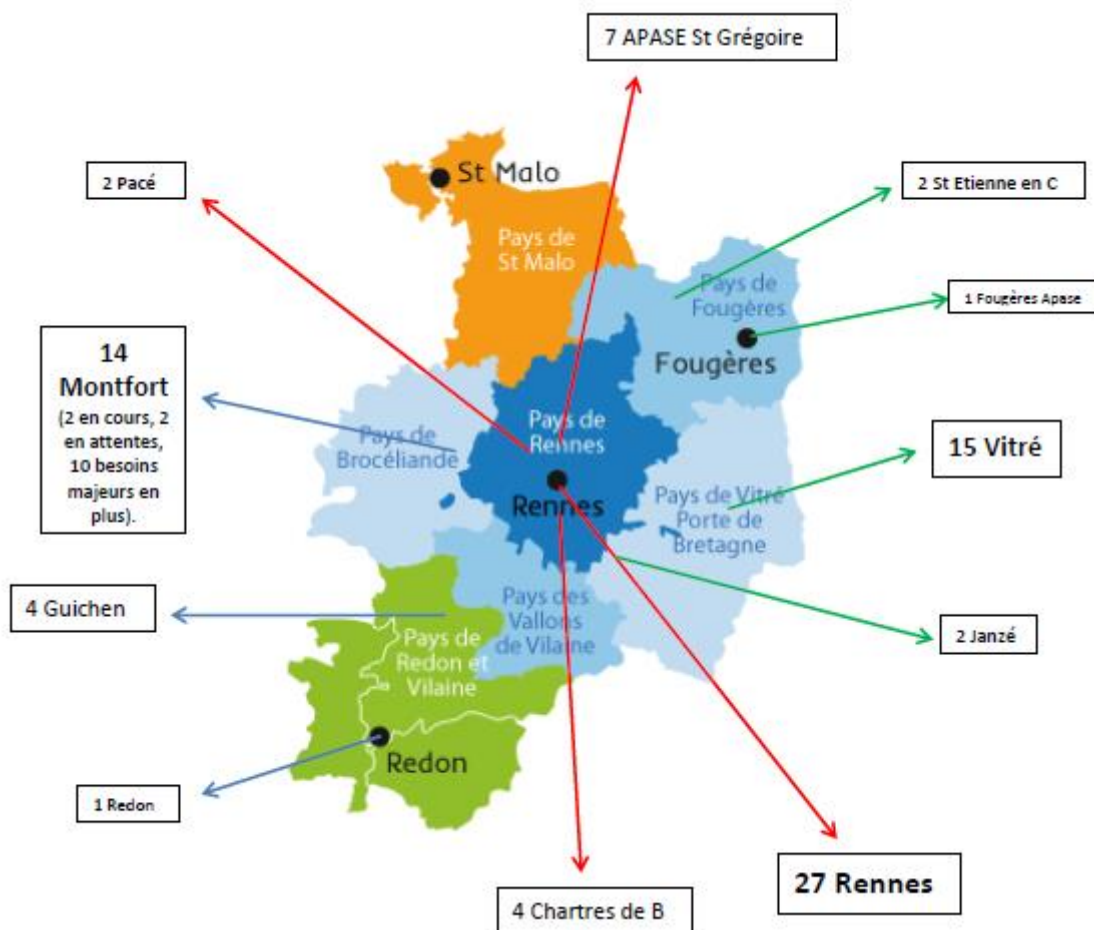 7 APASE St Grégoire
2 Pacé
St Malo
2 St Etienne en C
Pays de
St Malo
Pays de
Fougères
1 Fougères Apase
Fougères
14
Montfort
(2 en cours, 2
en attentes,
10 besoins
majeurs en
plus).
Pays de
Brocéliande
Pays de
Rennes
Rennes
15 Vitré
Pays de Vitré
Porte de
Bretagne
4 Guichen
Pays des
Vallons
de Vilaine
2 Janzé
Pays de
Redon et
Vilaine
Redon
1 Redon
27 Rennes
4 Chartres de B